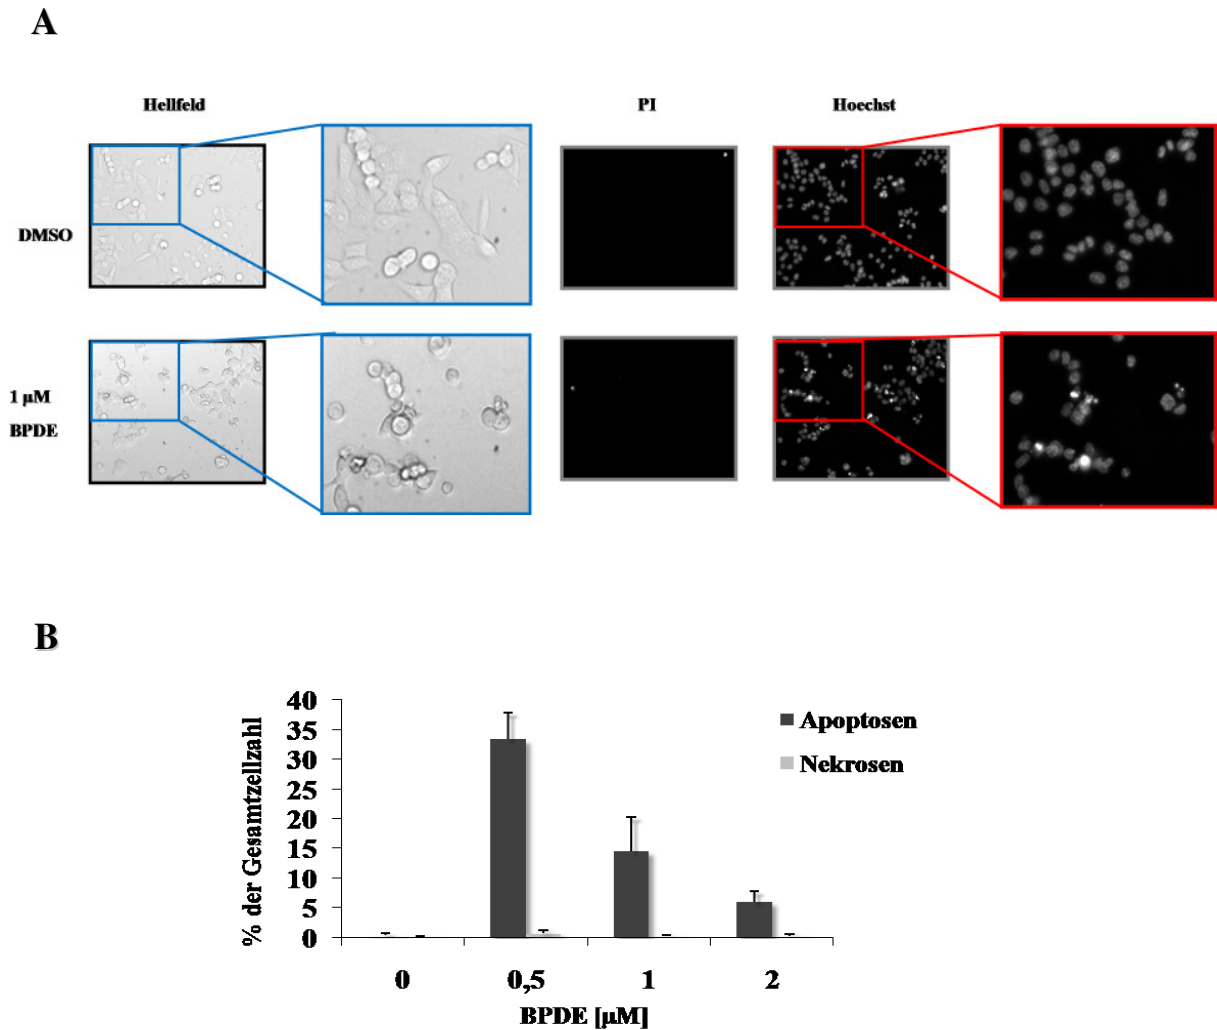 A
Hellfeld PI Hoechst
DMSO
1 µM
BPDE
B
40
35
30
25
20
15
10
5
0
% der Gesamtzellzahl
Apoptosen
Nekrosen
0 0,5 1 2
BPDE [µM]